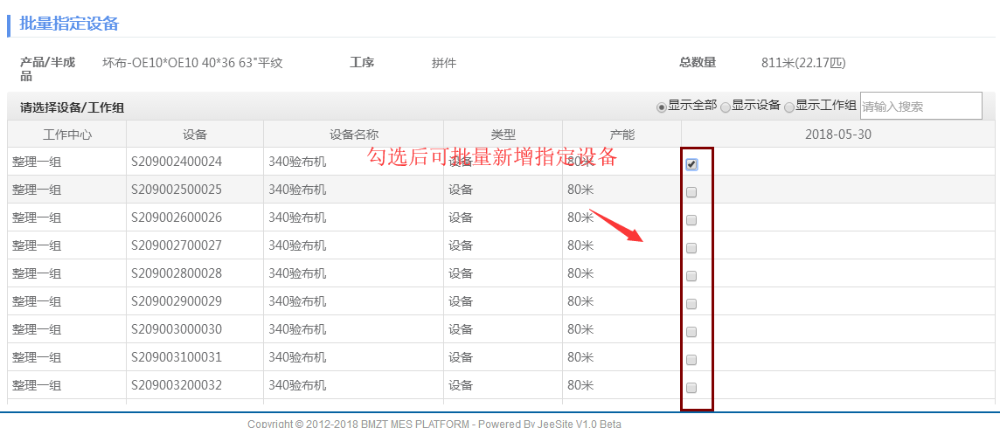 批量指定设备
产品/半成品 坏布-OE10*OE10 40*36 63"平纹 工序 拼件 总数量 811米(22.17匹)
请选择设备/工作组 显示全部 显示设备 显示工作组 请输入搜索
工作中心 设备 设备名称 类型 产能 2018-05-30
勾选后可批量新增指定设备
整理一组 S209002400024 340验布机 设备 80米
整理一组 S209002500025 340验布机 设备 80米
整理一组 S209002600026 340验布机 设备 80米
整理一组 S209002700027 340验布机 设备 80米
整理一组 S209002800028 340验布机 设备 80米
整理一组 S209002900029 340验布机 设备 80米
整理一组 S209003000030 340验布机 设备 80米
整理一组 S209003100031 340验布机 设备 80米
整理一组 S209003200032 340验布机 设备 80米
Copyright © 2012-2018 BMZT MES PLATFORM - Powered By JeeSite V1.0 Beta